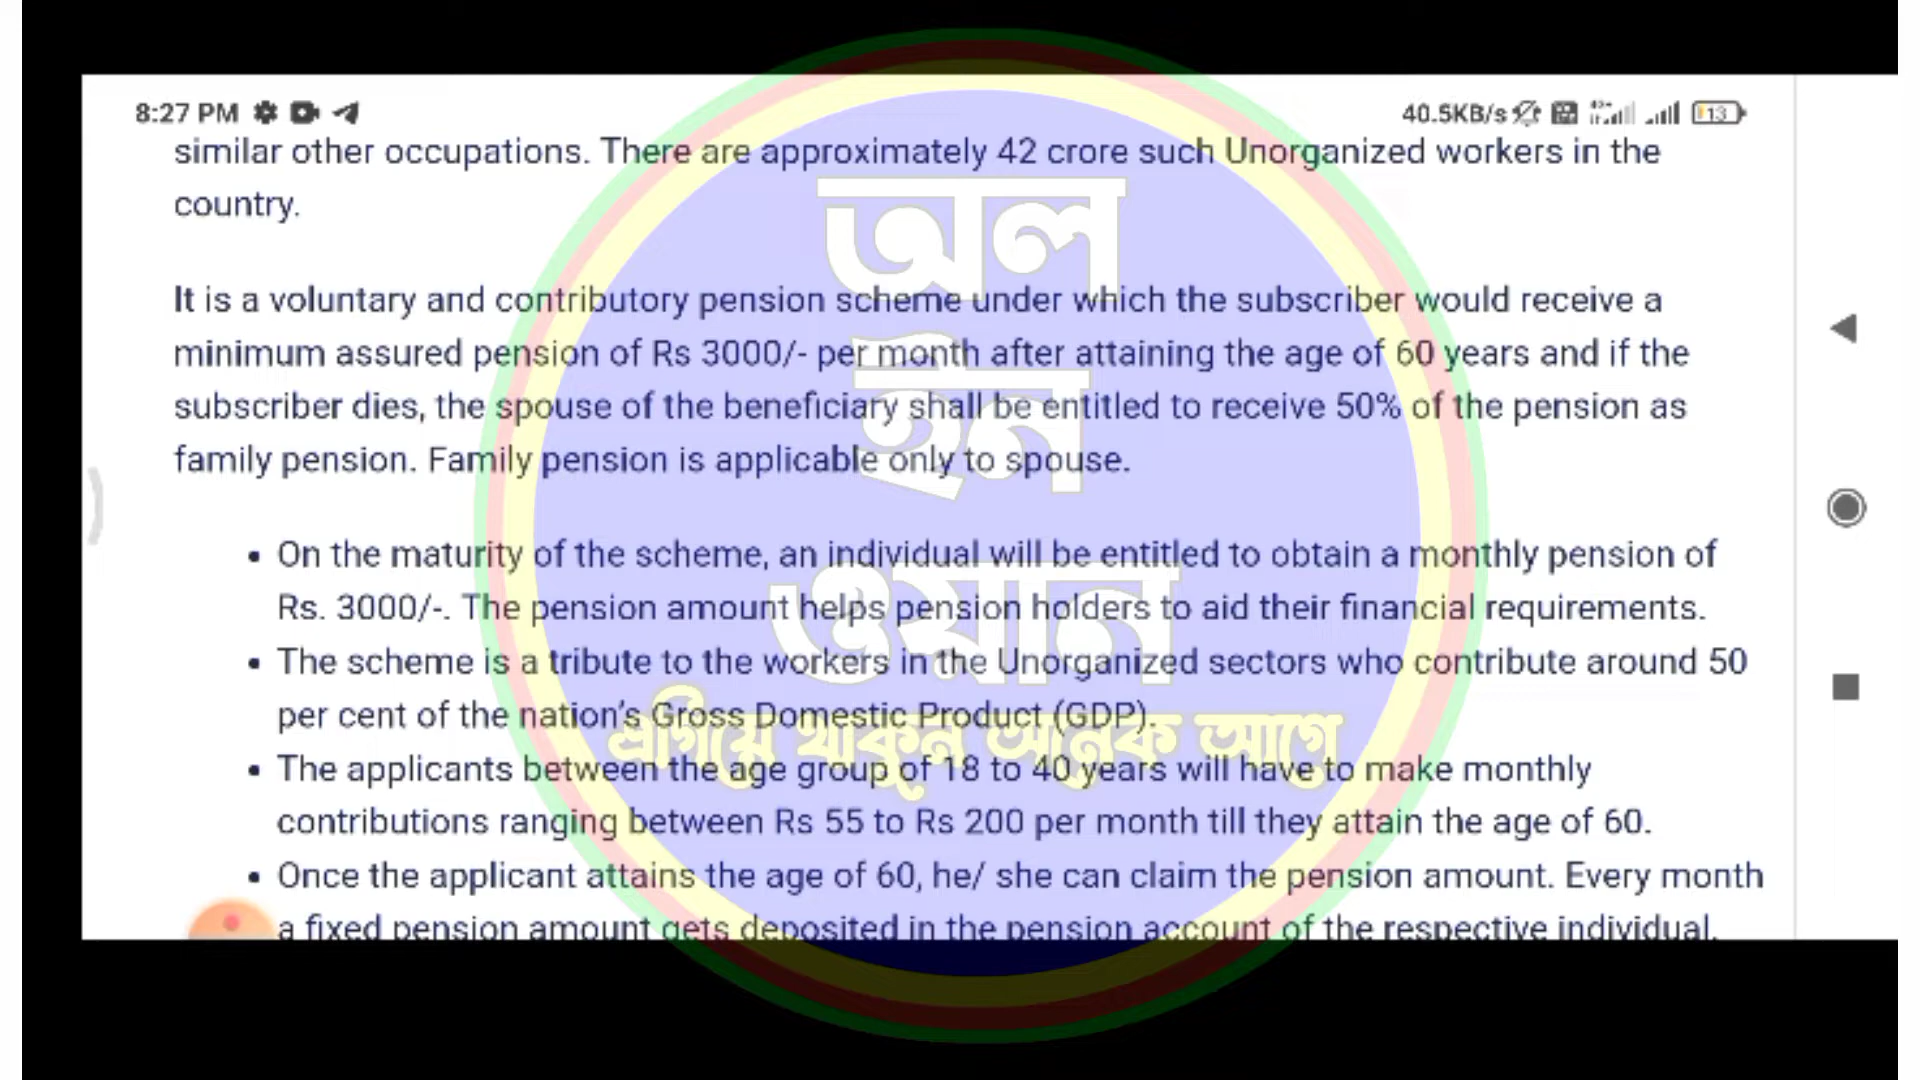 8:27 PM
40.5KB/s
13
similar other occupations. There are approximately 42 crore such Unorganized workers in the
country.
It is a voluntary and contributory pension scheme under which the subscriber would receive a
minimum assured pension of Rs 3000/- per month after attaining the age of 60 years and if the
subscriber dies, the spouse of the beneficiary shall be entitled to receive 50% of the pension as
family pension. Family pension is applicable only to spouse.
• On the maturity of the scheme, an individual will be entitled to obtain a monthly pension of
Rs. 3000/-. The pension amount helps pension holders to aid their financial requirements.
• The scheme is a tribute to the workers in the Unorganized sectors who contribute around 50
per cent of the nation’s Gross Domestic Product (GDP).
• The applicants between the age group of 18 to 40 years will have to make monthly
contributions ranging between Rs 55 to Rs 200 per month till they attain the age of 60.
• Once the applicant attains the age of 60, he/ she can claim the pension amount. Every month
a fixed pension amount gets deposited in the pension account of the respective individual.
অল
ইন
ওয়ান
এগিয়ে থাকুন অনেক আগে